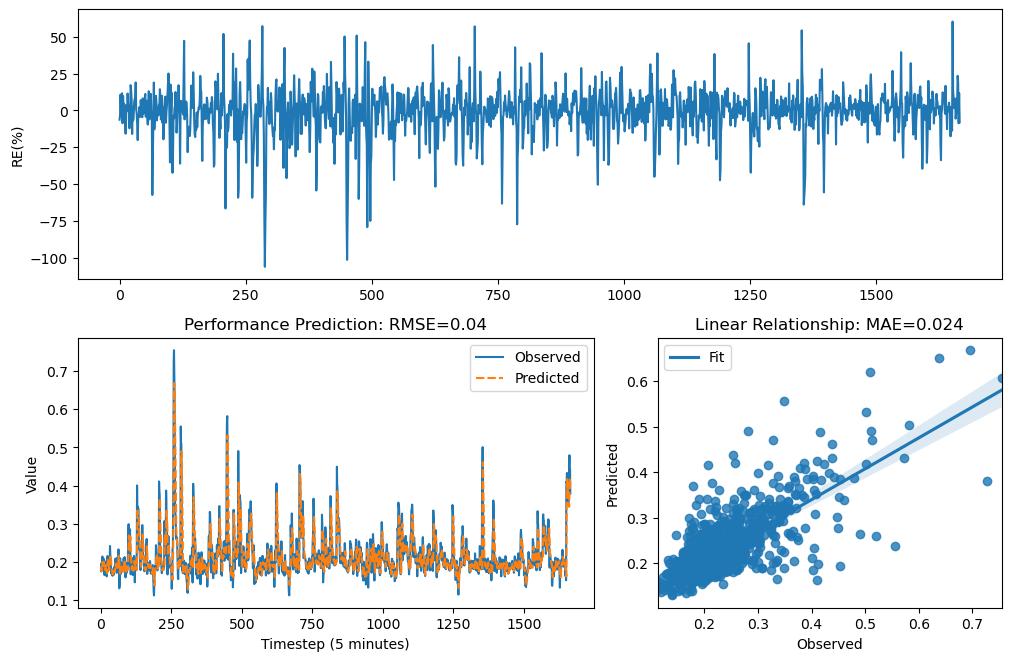 50
25
0
−25
−50
−75
−100
RE(%)
0 250 500 750 1000 1250 1500
Performance Prediction: RMSE=0.04
Observed
Predicted
0.7
0.6
0.5
0.4
0.3
0.2
0.1
Value
0 250 500 750 1000 1250 1500
Timestep (5 minutes)
Linear Relationship: MAE=0.024
Fit
0.6
0.5
0.4
0.3
0.2
Predicted
0.2 0.3 0.4 0.5 0.6 0.7
Observed